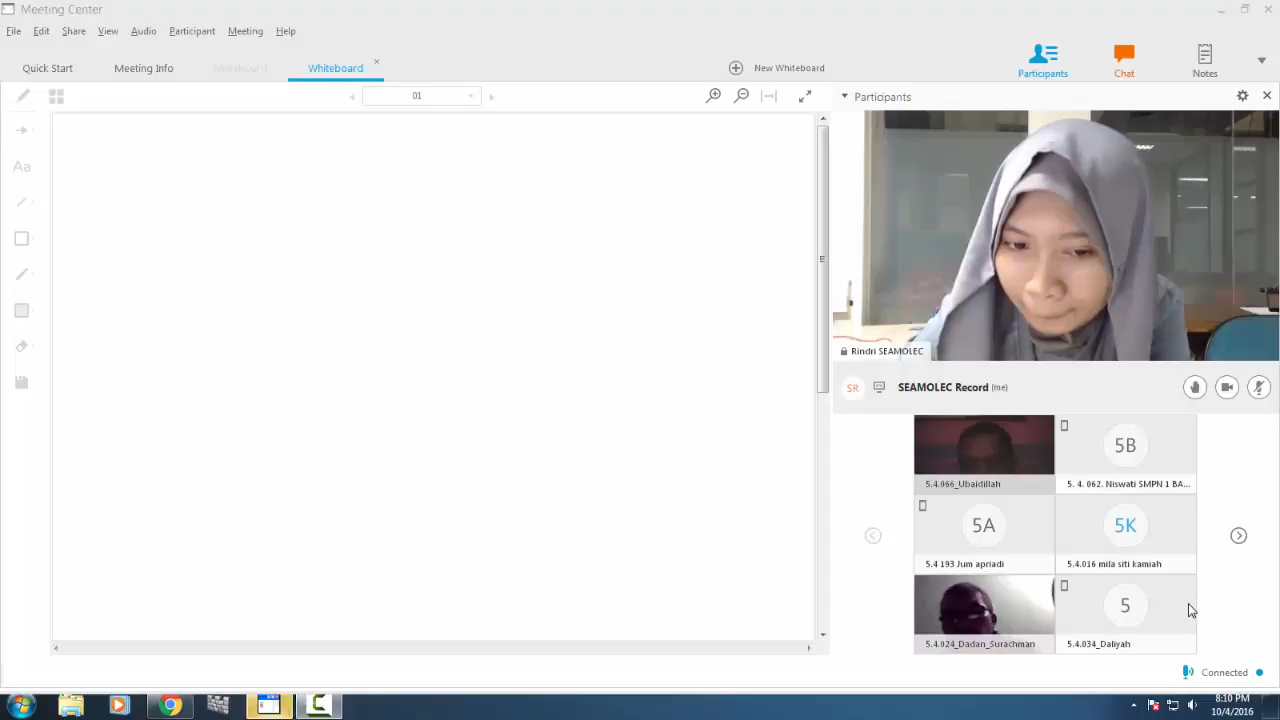 Meeting Center
File Edit Share View Audio Participant Meeting Help
Quick Start Meeting Info Whiteboard Whiteboard New Whiteboard
Participants Chat Notes
01
Participants
Aa
Rindri SEAMOLEC
SR SEAMOLEC Record (me)
5B
5.4.066_Ubaidillah 5. 4. 062. Niswati SMPN 1 BA...
5A 5K
5.4 193 Jum apriadi 5.4.016 mila siti kamiah
5
5.4.024_Dadan_Surachman 5.4.034_Daliyah
Connected
8:10 PM
10/4/2016